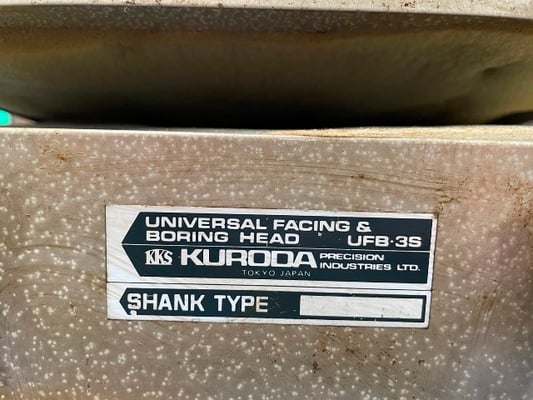 UNIVERSAL FACING &
BORING HEAD UFB-3S
KKS KURODA PRECISION
INDUSTRIES LTD.
TOKYO JAPAN
SHANK TYPE